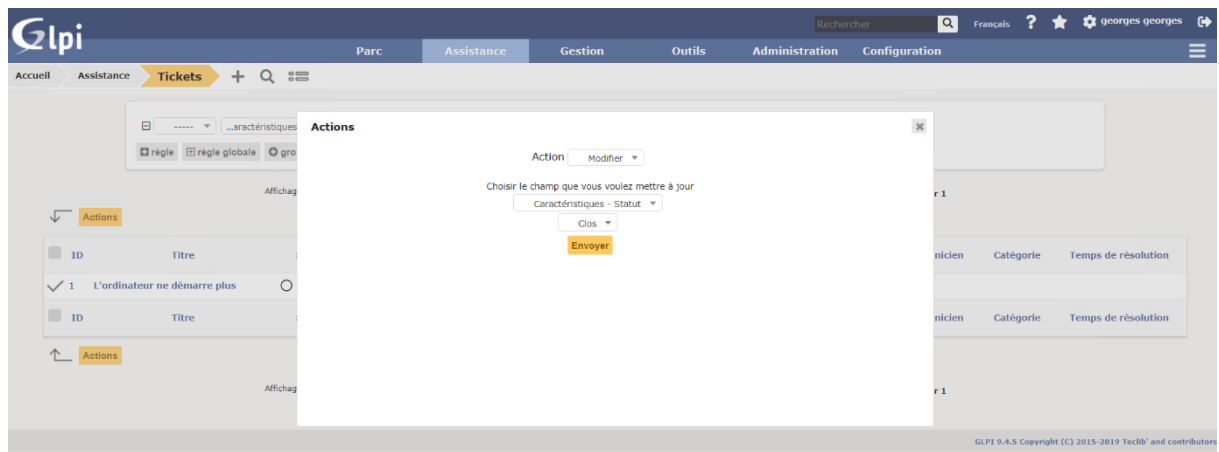 Glpi
Rechercher
Français ? georges georges
Parc Assistance Gestion Outils Administration Configuration
Accueil Assistance Tickets
----- ...aractéristiques
règle règle globale gro
Actions
Action Modifier
Choisir le champ que vous voulez mettre à jour
Caractéristiques - Statut
Clos
Envoyer
Affichag r 1
Actions
ID Titre nicien Catégorie Temps de résolution
1 L'ordinateur ne démarre plus
ID Titre nicien Catégorie Temps de résolution
Actions
Affichag r 1
GLPI 9.4.5 Copyright (C) 2015-2019 Teclib' and contributors